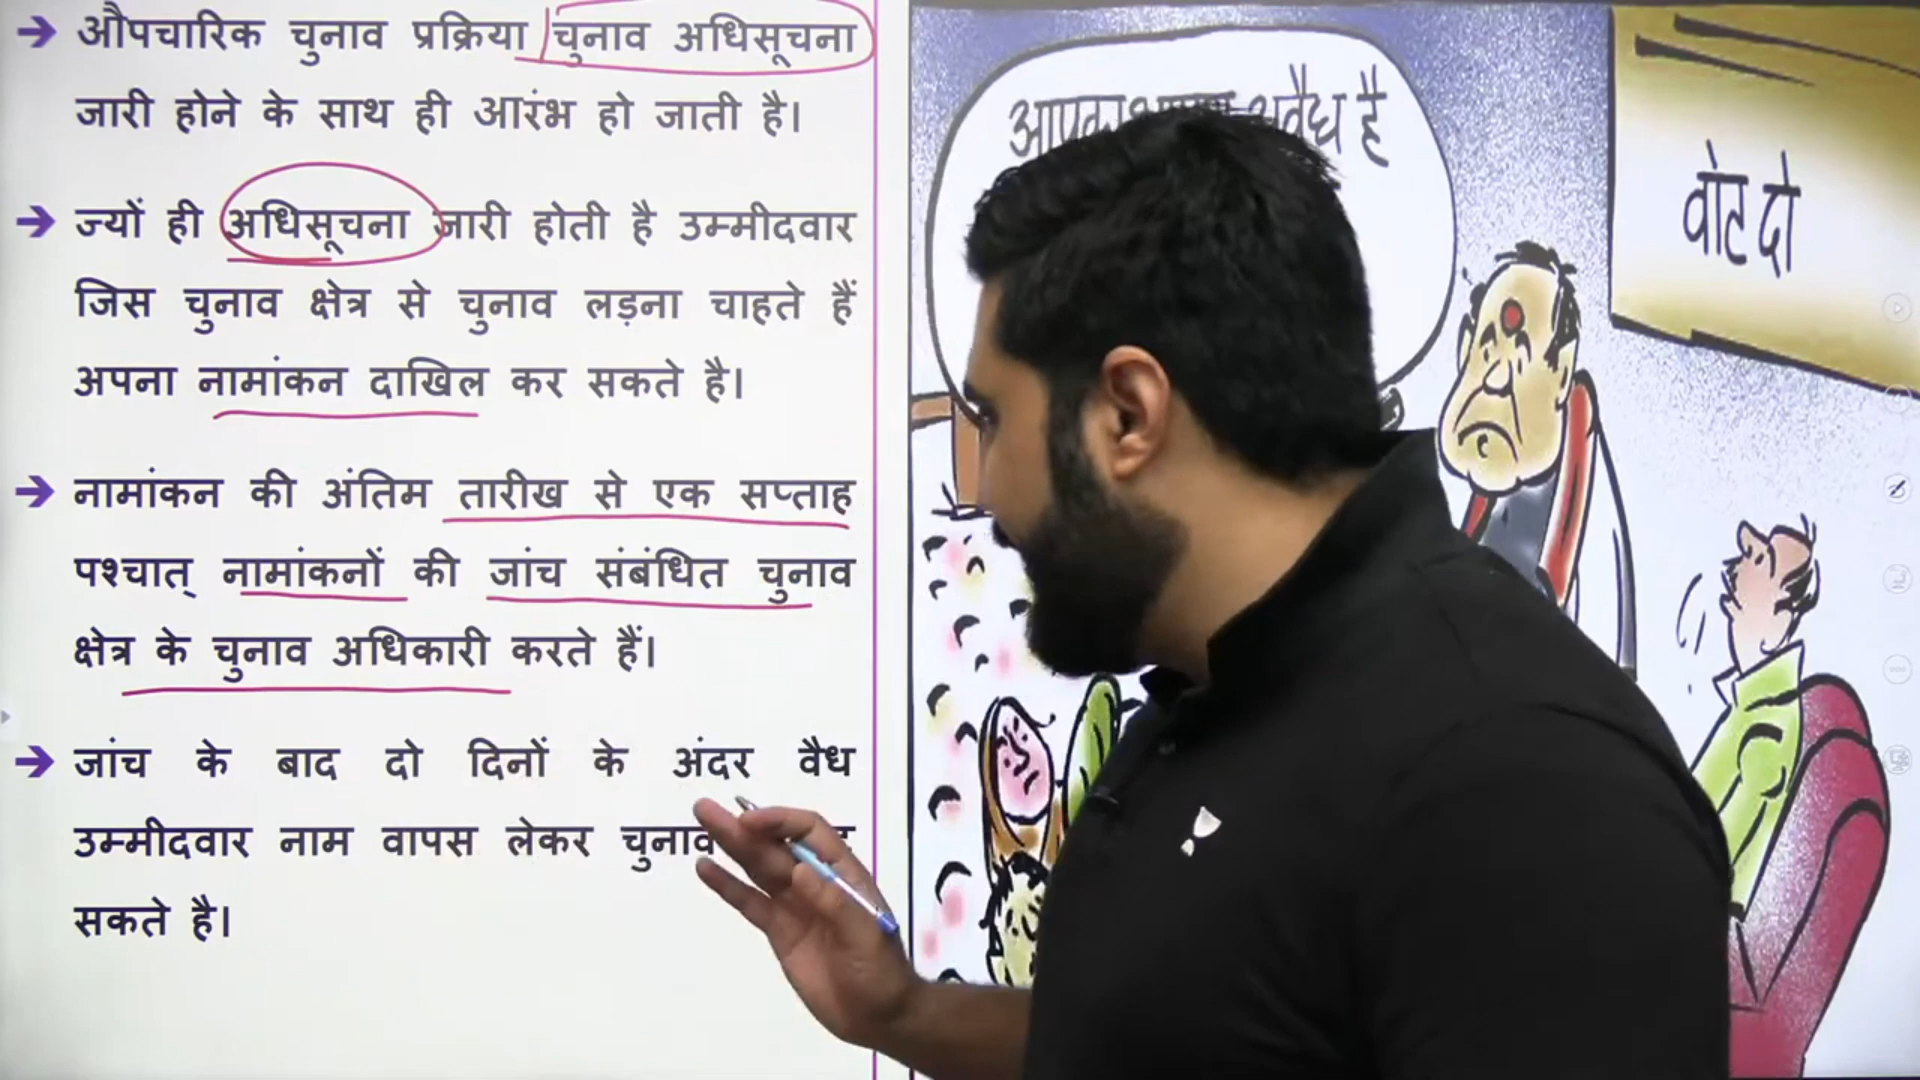 औपचारिक चुनाव प्रक्रिया चुनाव अधिसूचना
जारी होने के साथ ही आरंभ हो जाती है।
ज्यों ही अधिसूचना जारी होती है उम्मीदवार
जिस चुनाव क्षेत्र से चुनाव लड़ना चाहते हैं
अपना नामांकन दाखिल कर सकते है।
नामांकन की अंतिम तारीख से एक सप्ताह
पश्चात् नामांकनों की जांच संबंधित चुनाव
क्षेत्र के चुनाव अधिकारी करते हैं।
जांच के बाद दो दिनों के अंदर वैध
उम्मीदवार नाम वापस लेकर चुनाव
सकते है।
अवैध है
वोट दो